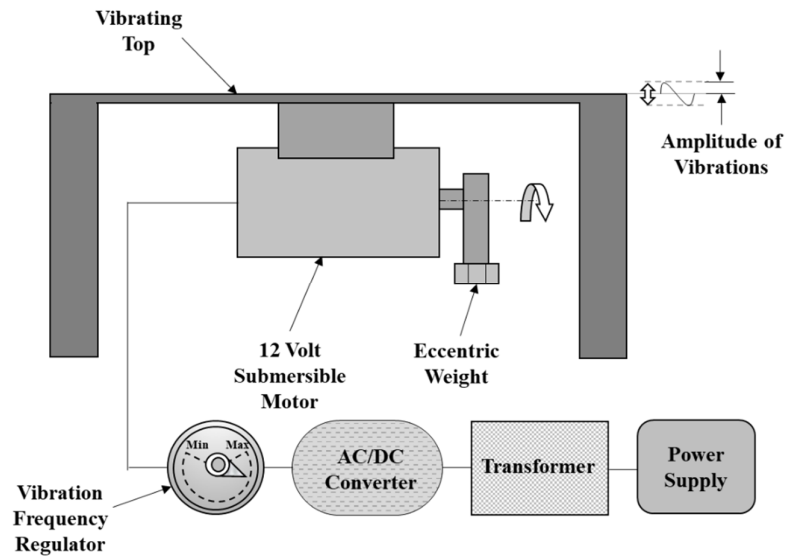 Vibrating
Top
Amplitude of
Vibrations
12 Volt
Submersible
Motor
Eccentric
Weight
Min Max
AC/DC
Converter
Transformer
Power
Supply
Vibration
Frequency
Regulator